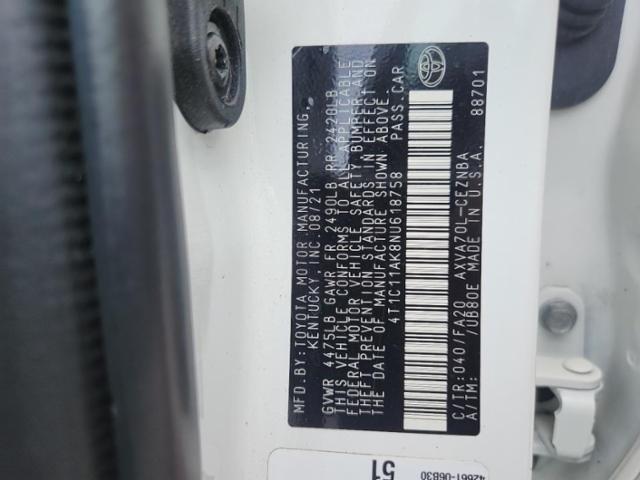 MFD.BY:TOYOTA MOTOR MANUFACTURING,
KENTUCKY,INC.08/21
GVWR 4475LB GAWR FR 2490LB RR 2420LB
THIS VEHICLE CONFORMS TO ALL APPLICABLE
FEDERAL MOTOR VEHICLE SAFETY BUMPER,AND
THEFT PREVENTION STANDARDS IN EFFECT ON
THE DATE OF MANUFACTURE SHOWN ABOVE.
4T1C11AK8NU618758 PASS.CAR
C/TR:040/FA20 AXVA70L-CEZNBA
A/TM: /UB80E MADE IN U.S.A. 88701
42661-06B30
51